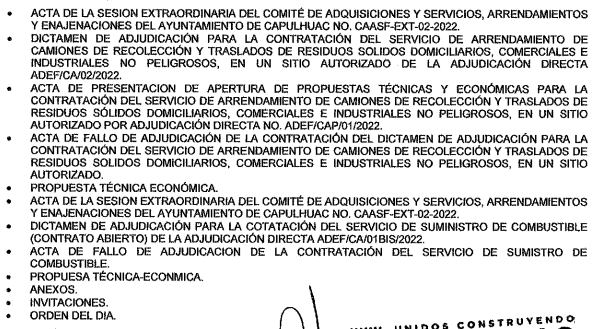 • ACTA DE LA SESION EXTRAORDINARIA DEL COMITÉ DE ADQUISICIONES Y SERVICIOS, ARRENDAMIENTOS
Y ENAJENACIONES DEL AYUNTAMIENTO DE CAPULHUAC NO. CAASF-EXT-02-2022.
• DICTAMEN DE ADJUDICACIÓN PARA LA CONTRATACIÓN DEL SERVICIO DE ARRENDAMIENTO DE
CAMIONES DE RECOLECCIÓN Y TRASLADOS DE RESIDUOS SOLIDOS DOMICILIARIOS, COMERCIALES E
INDUSTRIALES NO PELIGROSOS, EN UN SITIO AUTORIZADO DE LA ADJUDICACIÓN DIRECTA
ADEF/CA/02/2022.
• ACTA DE PRESENTACION DE APERTURA DE PROPUESTAS TÉCNICAS Y ECONÓMICAS PARA LA
CONTRATACIÓN DEL SERVICIO DE ARRENDAMIENTO DE CAMIONES DE RECOLECCIÓN Y TRASLADOS DE
RESIDUOS SÓLIDOS DOMICILIARIOS, COMERCIALES E INDUSTRIALES NO PELIGROSOS, EN UN SITIO
AUTORIZADO POR ADJUDICACIÓN DIRECTA NO. ADEF/CAP/01/2022.
• ACTA DE FALLO DE ADJUDICACIÓN DE LA CONTRATACIÓN DEL DICTAMEN DE ADJUDICACIÓN PARA LA
CONTRATACIÓN DEL SERVICIO DE ARRENDAMIENTO DE CAMIONES DE RECOLECCIÓN Y TRASLADOS DE
RESIDUOS SOLIDOS DOMICILIARIOS, COMERCIALES E INDUSTRIALES NO PELIGROSOS, EN UN SITIO
AUTORIZADO.
• PROPUESTA TÉCNICA ECONÓMICA.
• ACTA DE LA SESION EXTRAORDINARIA DEL COMITÉ DE ADQUISICIONES Y SERVICIOS, ARRENDAMIENTOS
Y ENAJENACIONES DEL AYUNTAMIENTO DE CAPULHUAC NO. CAASF-EXT-02-2022.
• DICTAMEN DE ADJUDICACIÓN PARA LA COTATACIÓN DEL SERVICIO DE SUMINISTRO DE COMBUSTIBLE
(CONTRATO ABIERTO) DE LA ADJUDICACIÓN DIRECTA ADEF/CA/01BIS/2022.
• ACTA DE FALLO DE ADJUDICACION DE LA CONTRATACIÓN DEL SERVICIO DE SUMISTRO DE
COMBUSTIBLE.
• PROPUESA TÉCNICA-ECONMICA.
• ANEXOS.
• INVITACIONES.
• ORDEN DEL DIA.
UNIDOS CONSTRUYENDO